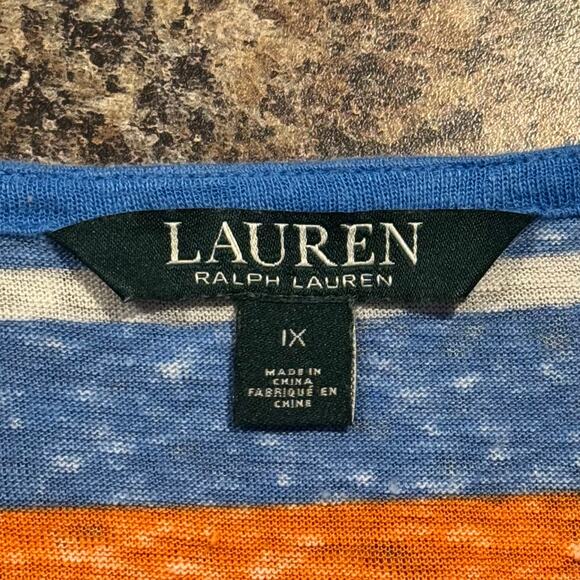 LAUREN
RALPH LAUREN
1X
MADE IN
CHINA
FABRIQUÉ EN
CHINE